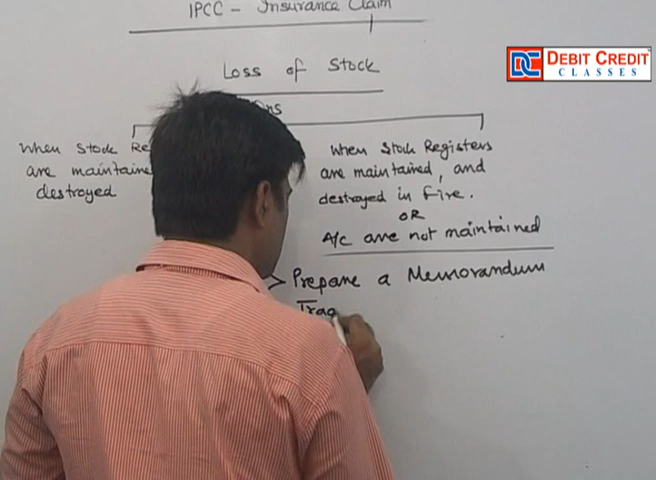 IPCC - Insurance Claim
Loss of Stock
DEBIT CREDIT
CLASSES
When Stock Re
are maintaine
destroyed
When Stock Registers
are maintained, and
destroyed in Fire.
OR
A/c are not maintained
> Prepare a Memorandum
Trad